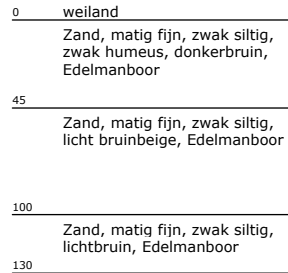 0 weiland
Zand, matig fijn, zwak siltig,
zwak humeus, donkerbruin,
Edelmanboor
45
Zand, matig fijn, zwak siltig,
licht bruinbeige, Edelmanboor
100
Zand, matig fijn, zwak siltig,
lichtbruin, Edelmanboor
130